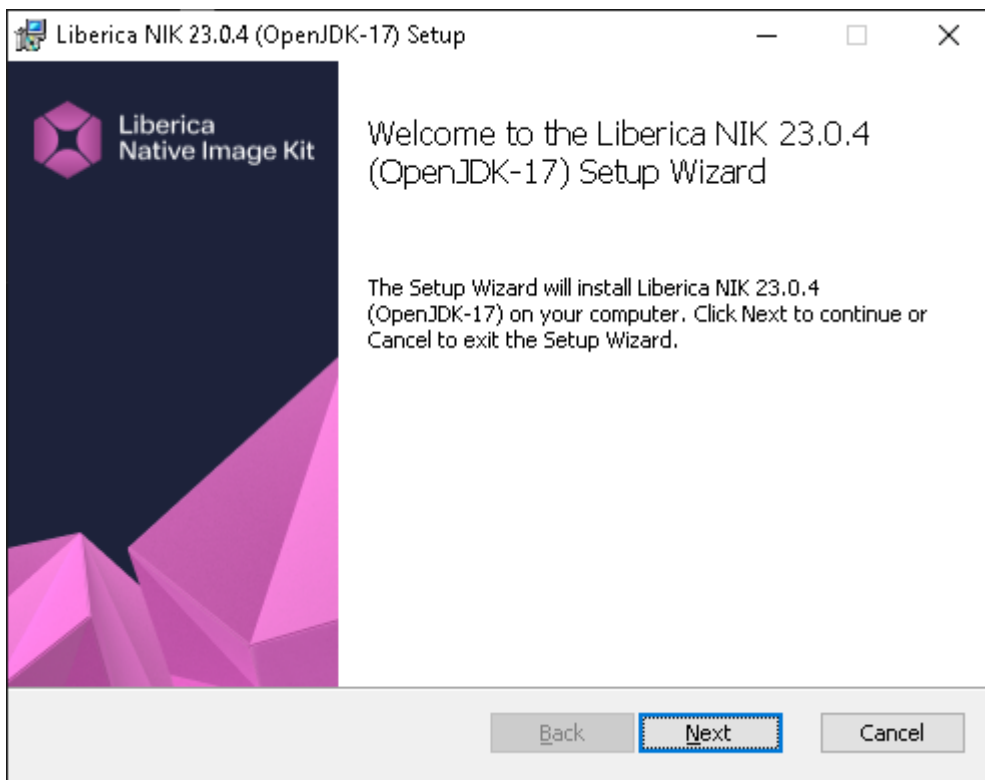 Liberica NIK 23.0.4 (OpenJDK-17) Setup
Liberica
Native Image Kit
Welcome to the Liberica NIK 23.0.4
(OpenJDK-17) Setup Wizard
The Setup Wizard will install Liberica NIK 23.0.4
(OpenJDK-17) on your computer. Click Next to continue or
Cancel to exit the Setup Wizard.
Back
Next
Cancel